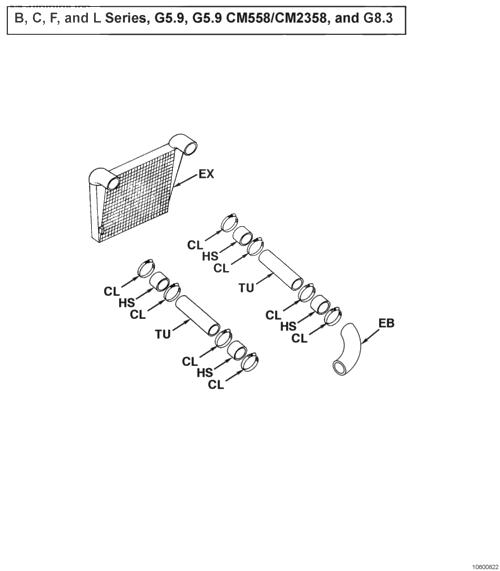 B, C, F, and L Series, G5.9, G5.9 CM558/CM2358, and G8.3
EX
CL
HS
CL
TU
CL
HS
CL
TU
CL
HS
CL
EB
CL
HS
CL
10600822